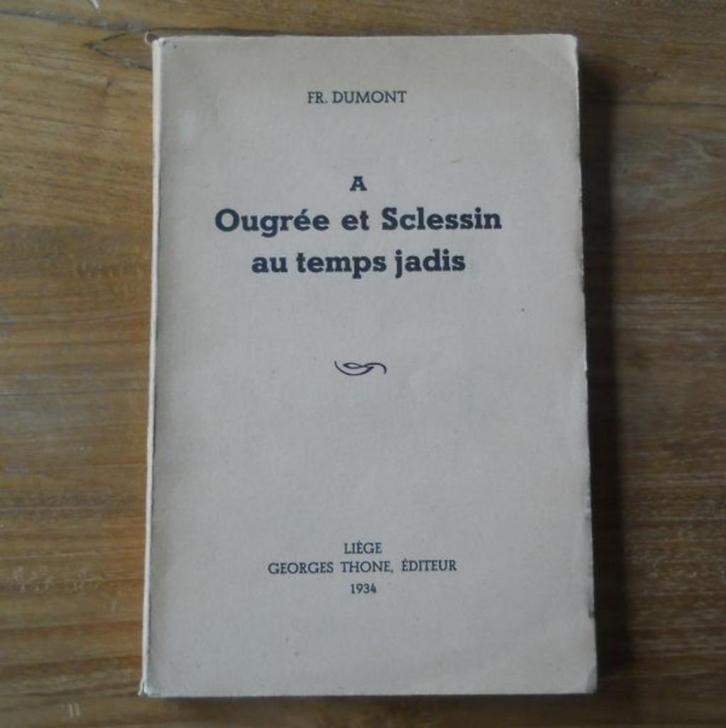 FR. DUMONT
A
Ougrée et Sclessin
au temps jadis
LIÈGE
GEORGES THONE, ÉDITEUR
1934